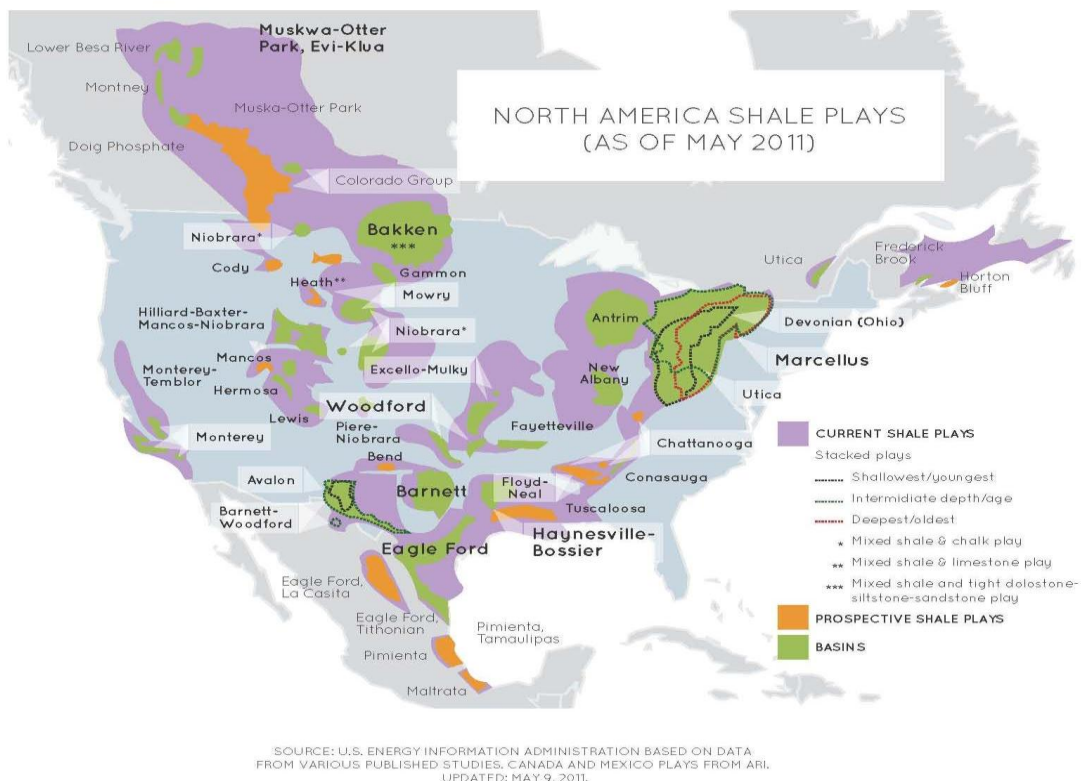 Muskwa-Otter
Park, Evi-Klua
Lower Besa River
Montney
Muska-Otter Park
Doig Phosphate
Colorado Group
NORTH AMERICA SHALE PLAYS
(AS OF MAY 2011)
Niobrara*
Bakken
***
Cody
Gammon
Heath**
Mowry
Utica
Frederick
Brook
Horton
Bluff
Hilliard-Baxter-
Mancos-Niobrara
Niobrara*
Antrim
Devonian (Ohio)
Mancos
Excello-Mulky
New
Albany
Marcellus
Monterey-
Temblor
Hermosa
Utica
Lewis
Woodford
Piere-
Niobrara
Fayetteville
Monterey
Bend
Chattanooga
Avalon
Barnett
Floyd-
Neal
Conasauga
Barnett-
Woodford
Tuscaloosa
Eagle Ford
Haynesville-
Bossier
Eagle Ford,
La Casita
Eagle Ford,
Tithonian
Pimienta,
Tamaulipas
Pimienta
Maltrata
CURRENT SHALE PLAYS
Stacked plays
Shallowest/youngest
Intermidiate depth/age
Deepest/oldest
* Mixed shale & chalk play
** Mixed shale & limestone play
*** Mixed shale and tight dolostone-
siltstone-sandstone play
PROSPECTIVE SHALE PLAYS
BASINS
SOURCE: U.S. ENERGY INFORMATION ADMINISTRATION BASED ON DATA
FROM VARIOUS PUBLISHED STUDIES. CANADA AND MEXICO PLAYS FROM ARI.
UPDATED: MAY 9, 2011.